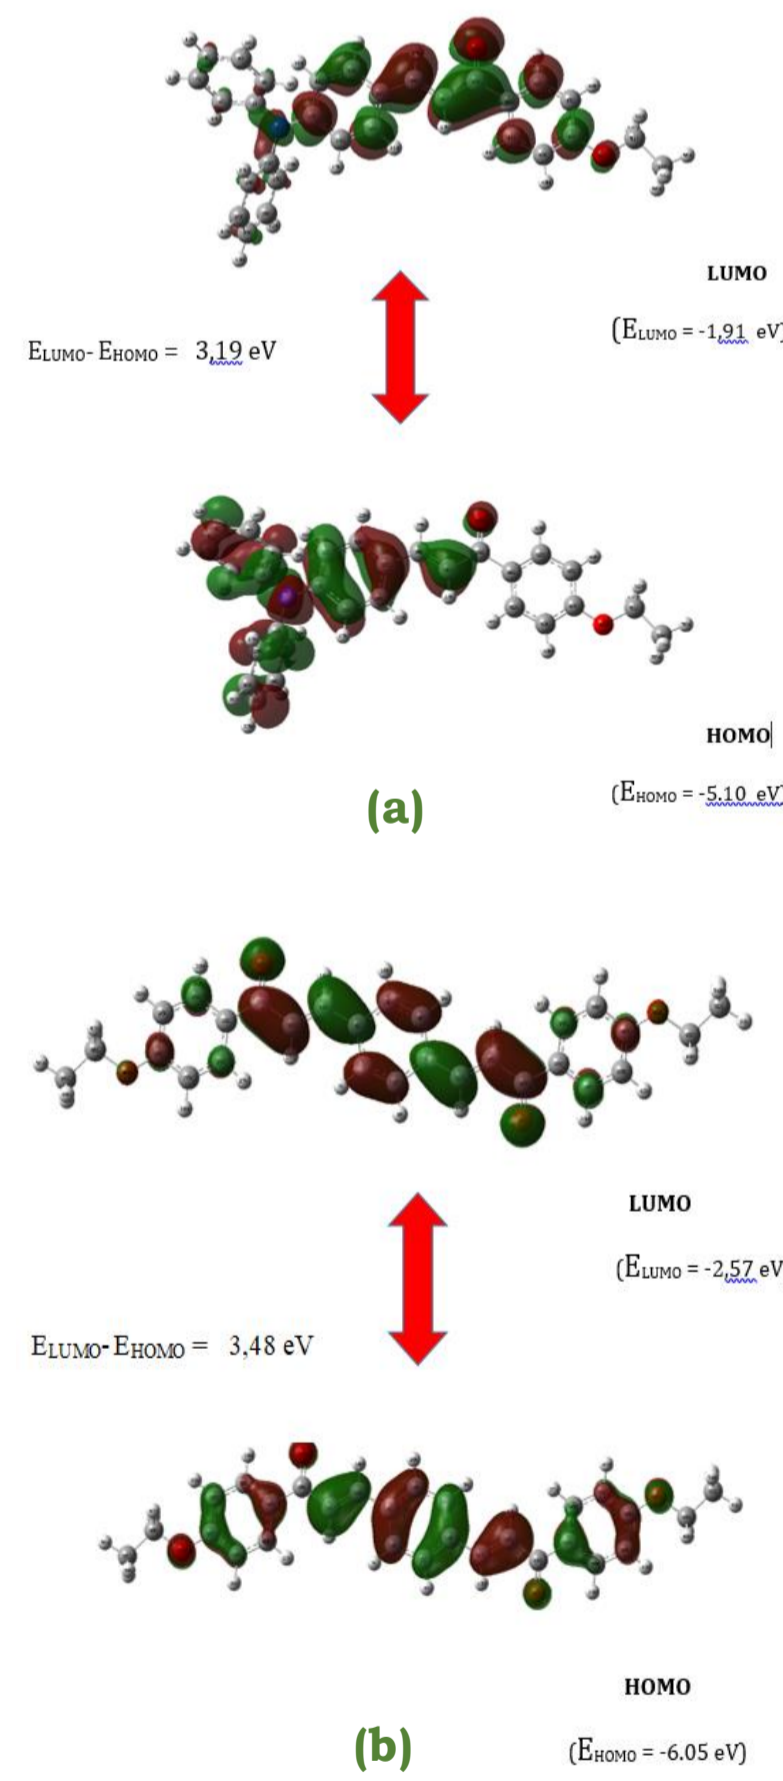 LUMO
(ELUMO = -1,91 eV)
ELUMO- EHOMO = 3,19 eV
HOMO
(EHOMO = -5.10 eV)
(a)
LUMO
(ELUMO = -2,57 eV
ELUMO-EHOMO = 3,48 eV
HOMO
(EHOMO = -6.05 eV)
(b)